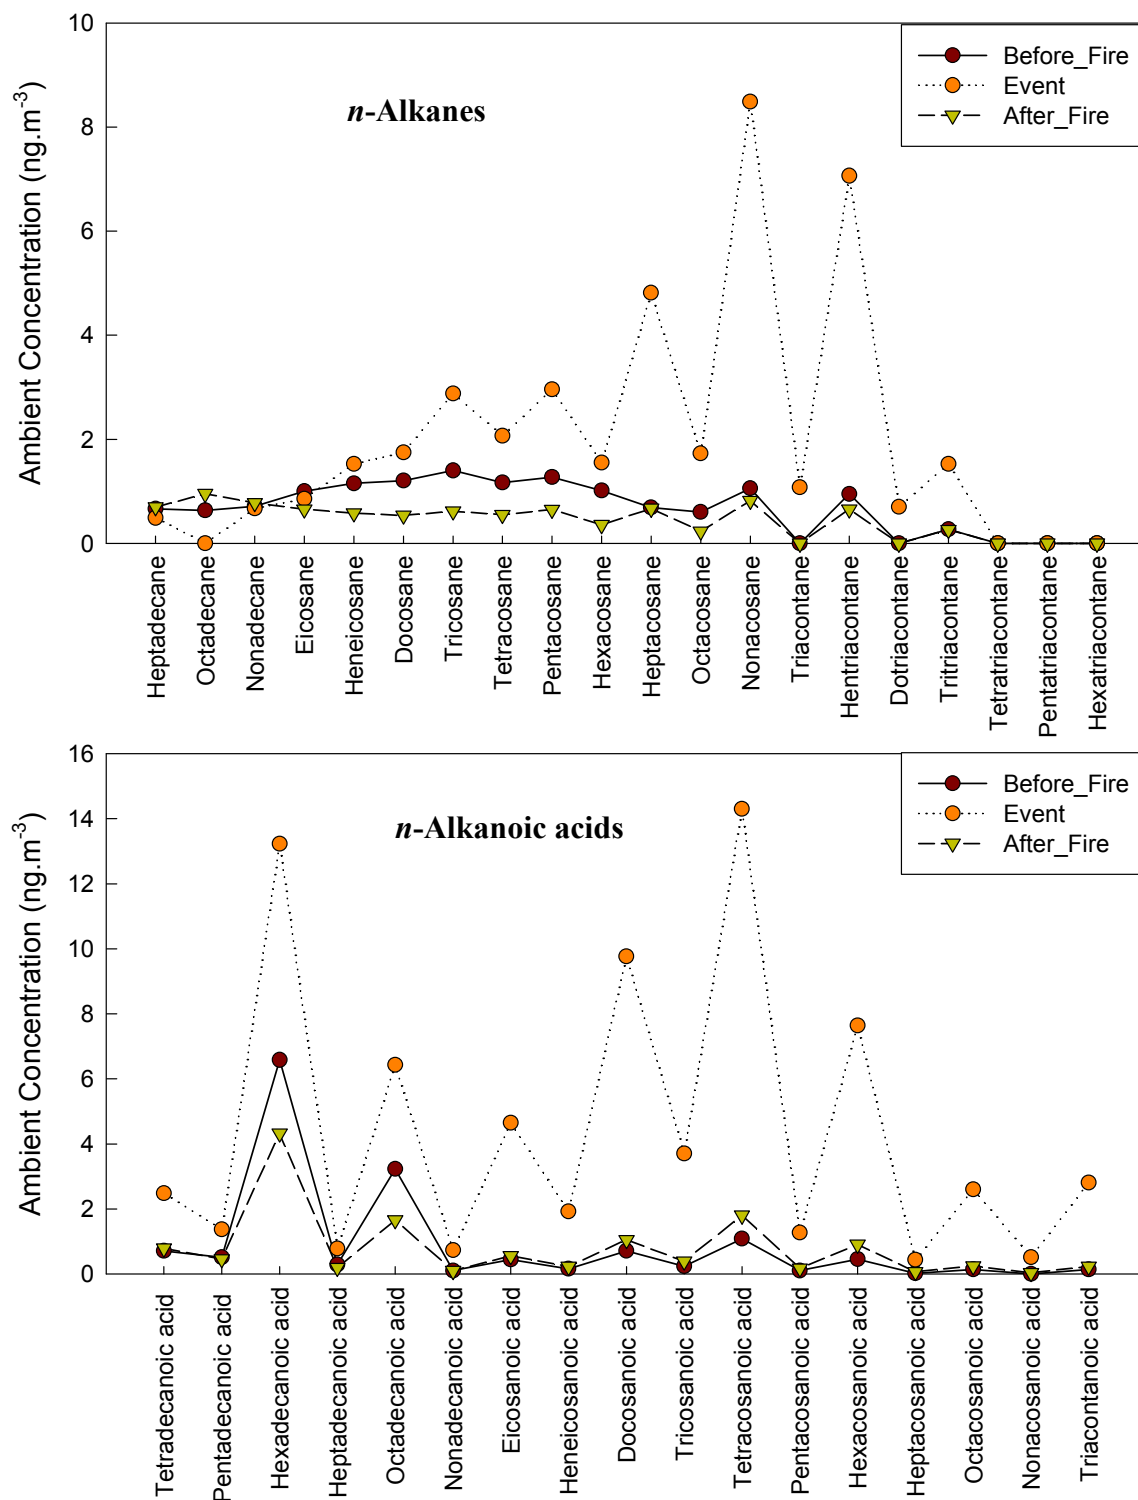 10
8
6
4
2
0
Ambient Concentration (ng.m-3)
n-Alkanes
Before_Fire
Event
After_Fire
Heptadecane
Octadecane
Nonadecane
Eicosane
Heneicosane
Docosane
Tricosane
Tetracosane
Pentacosane
Hexacosane
Heptacosane
Octacosane
Nonacosane
Triacontane
Hentriacontane
Dotriacontane
Tritriacontane
Tetratriacontane
Pentatriacontane
Hexatriacontane
16
14
12
10
8
6
4
2
0
Ambient Concentration (ng.m-3)
n-Alkanoic acids
Before_Fire
Event
After_Fire
Tetradecanoic acid
Pentadecanoic acid
Hexadecanoic acid
Heptadecanoic acid
Octadecanoic acid
Nonadecanoic acid
Eicosanoic acid
Heneicosanoic acid
Docosanoic acid
Tricosanoic acid
Tetracosanoic acid
Pentacosanoic acid
Hexacosanoic acid
Heptacosanoic acid
Octacosanoic acid
Nonacosanoic acid
Triacontanoic acid